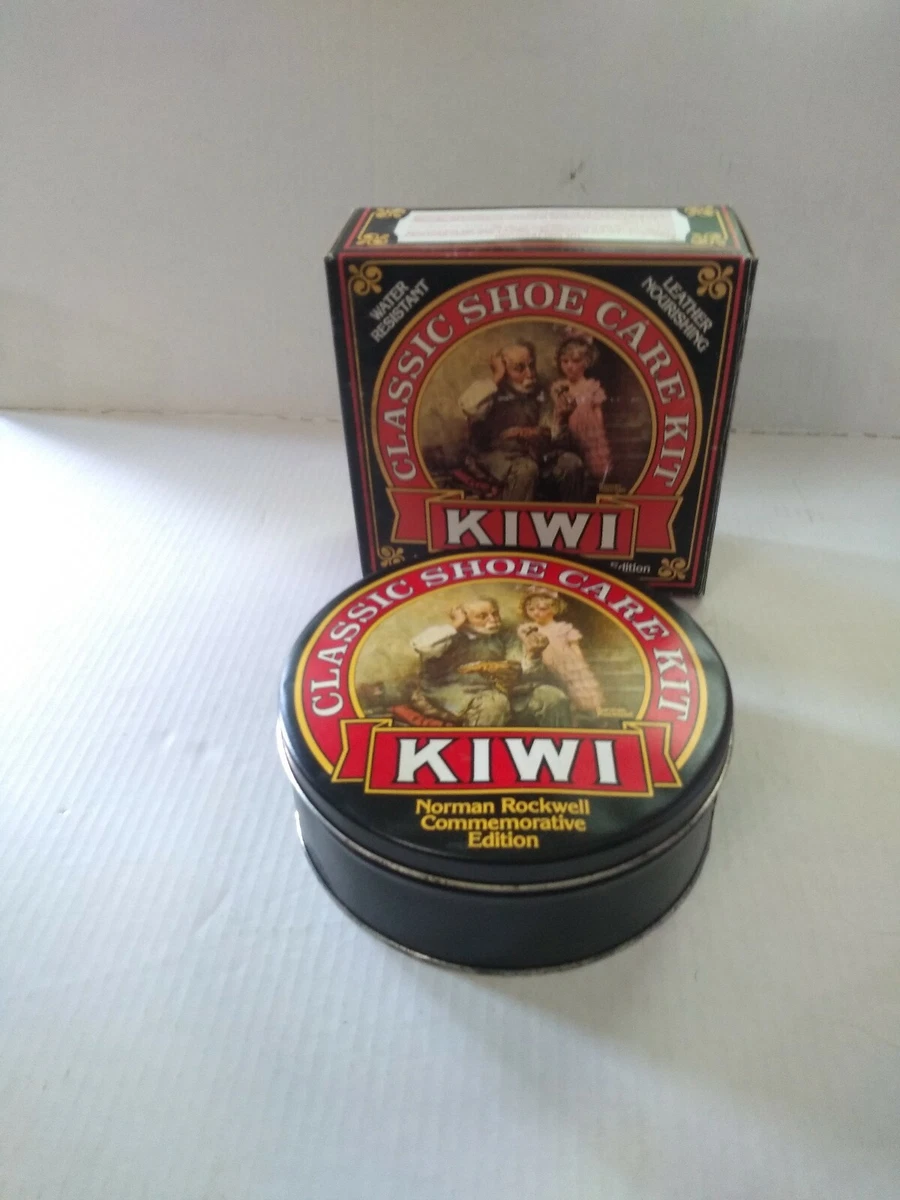 WATER
RESISTANT
LEATHER
NOURISHING
CLASSIC SHOE CARE KIT
KIWI
Edition
CLASSIC SHOE CARE KIT
KIWI
Norman Rockwell
Commemorative
Edition